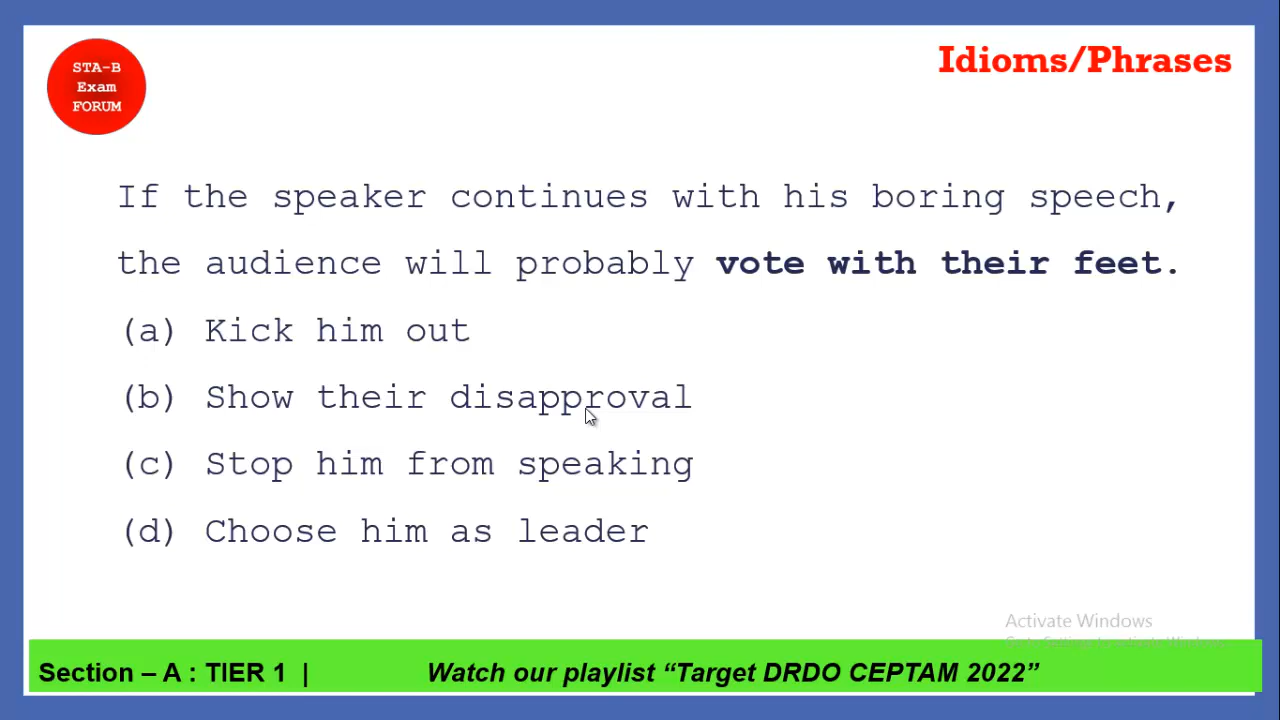 STA-B
Exam
FORUM
Idioms/Phrases
If the speaker continues with his boring speech,
the audience will probably vote with their feet.
(a) Kick him out
(b) Show their disapproval
(c) Stop him from speaking
(d) Choose him as leader
Activate Windows
Section – A : TIER 1 | Watch our playlist “Target DRDO CEPTAM 2022”